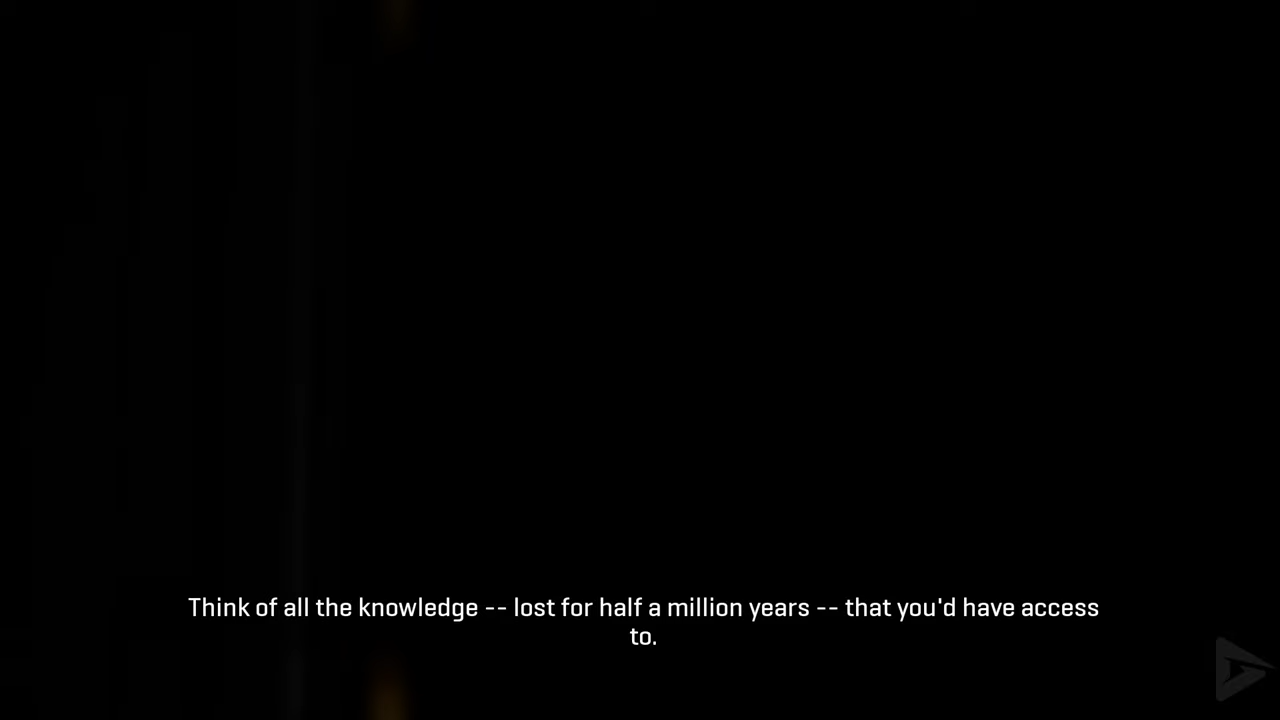 Think of all the knowledge -- lost for half a million years -- that you'd have access
to.